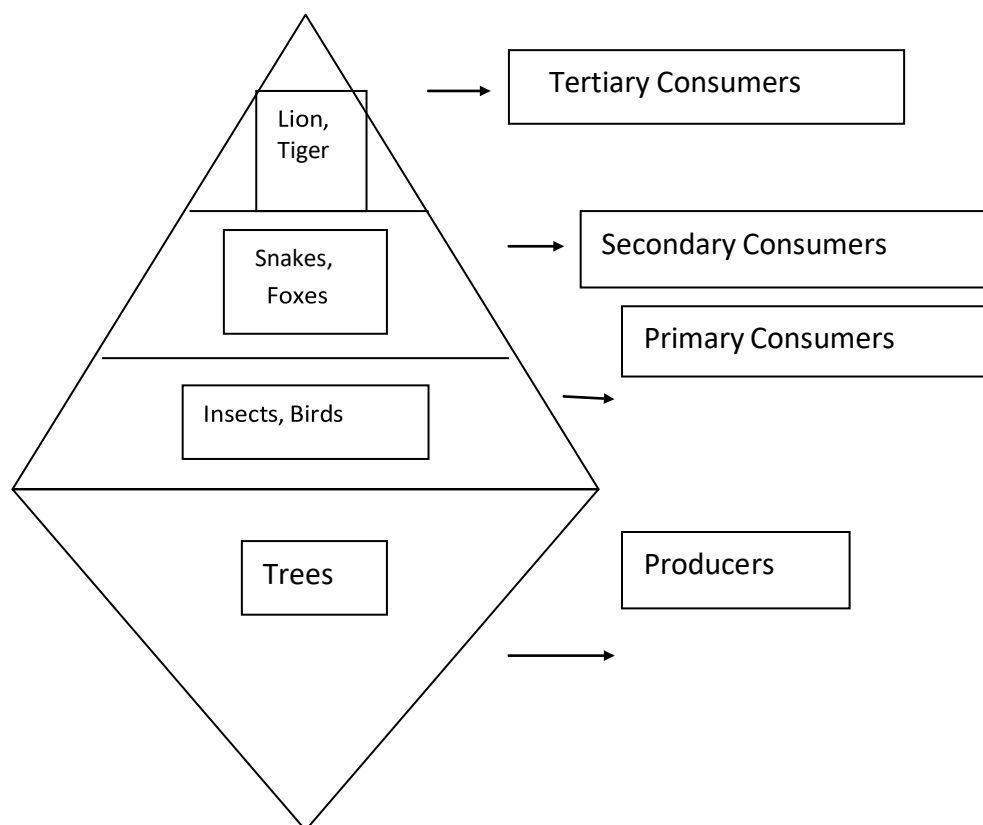 Tertiary Consumers
Lion,
Tiger
Secondary Consumers
Snakes,
Foxes
Primary Consumers
Insects, Birds
Producers
Trees